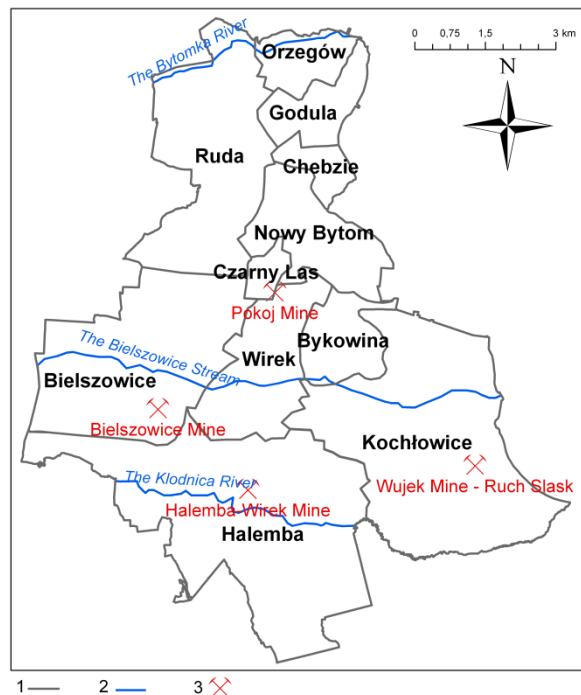 The Bytomka River
Orzegów
0 0,75 1,5 3 km
N
Godula
Ruda
Chebzie
Nowy Bytom
Czarny Las
Pokoj Mine
Bykowina
Wirek
The Bielszowice Stream
Bielszowice
Bielszowice Mine
Kochłowice
The Klodnica River
Wujek Mine - Ruch Slask
Halemba-Wirek Mine
Halemba
1 2 3